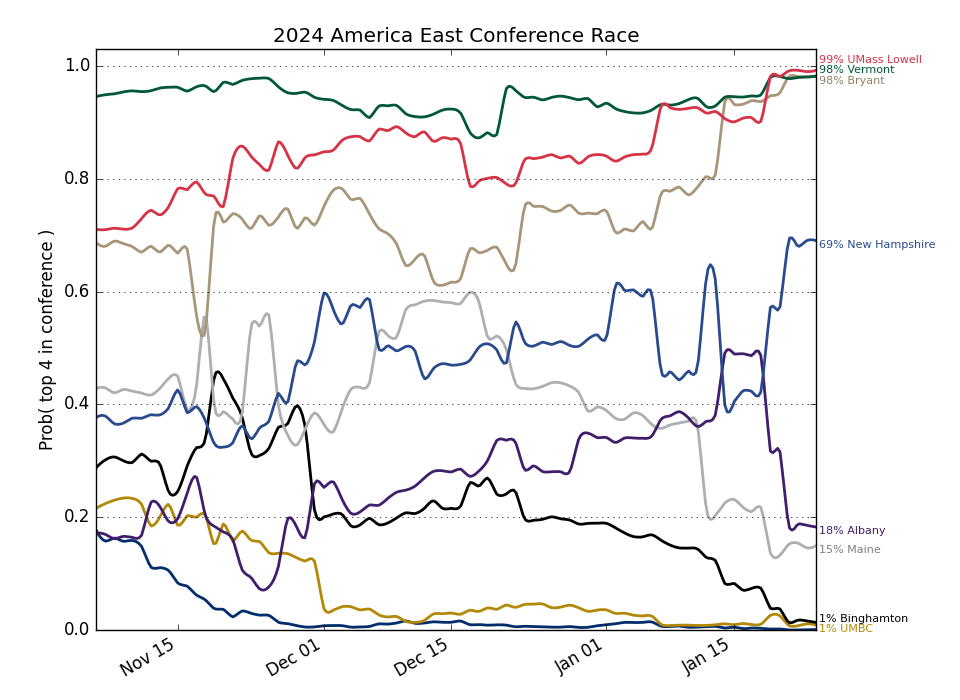 2024 America East Conference Race
Prob( top 4 in conference )
1.0
0.8
0.6
0.4
0.2
0.0
99% UMass Lowell
98% Vermont
98% Bryant
69% New Hampshire
18% Albany
15% Maine
1% Binghamton
1% UMBC
Nov 15
Dec 01
Dec 15
Jan 01
Jan 15